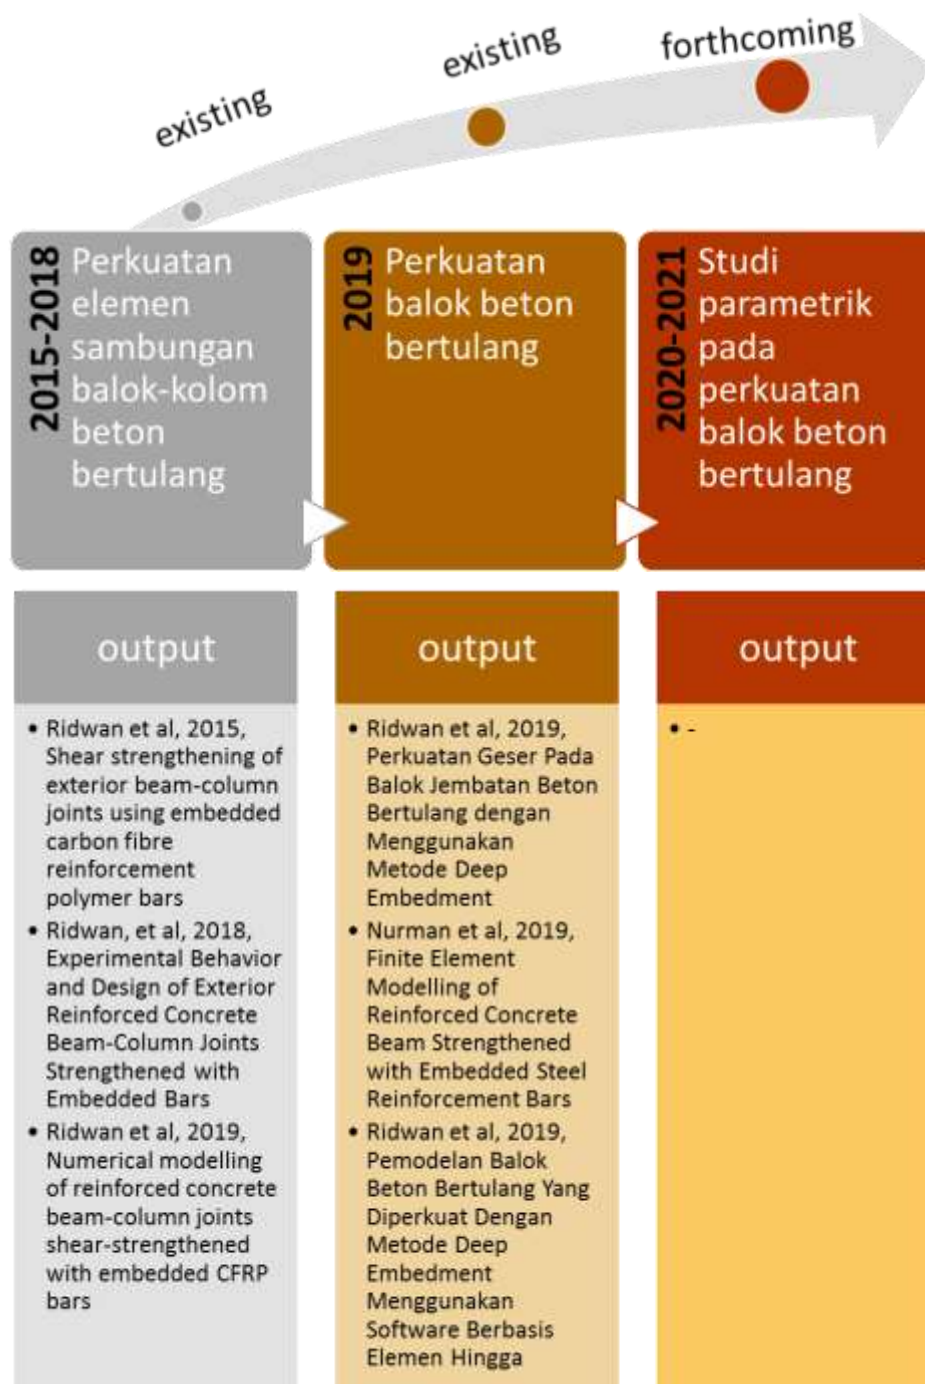 existing
existing
forthcoming
2015-2018
Perkuatan
elemen
sambungan
balok-kolom
beton
bertulang
2019
Perkuatan
balok beton
bertulang
2020-2021
Studi
parametrik
pada
perkuatan
balok beton
bertulang
output
• Ridwan et al, 2015,
Shear strengthening of
exterior beam-column
joints using embedded
carbon fibre
reinforcement
polymer bars
• Ridwan, et al, 2018,
Experimental Behavior
and Design of Exterior
Reinforced Concrete
Beam-Column Joints
Strengthened with
Embedded Bars
• Ridwan et al, 2019,
Numerical modelling
of reinforced concrete
beam-column joints
shear-strengthened
with embedded CFRP
bars
output
• Ridwan et al, 2019,
Perkuatan Geser Pada
Balok Jembatan Beton
Bertulang dengan
Menggunakan
Metode Deep
Embedment
• Nurman et al, 2019,
Finite Element
Modelling of
Reinforced Concrete
Beam Strengthened
with Embedded Steel
Reinforcement Bars
• Ridwan et al, 2019,
Pemodelan Balok
Beton Bertulang Yang
Diperkuat Dengan
Metode Deep
Embedment
Menggunakan
Software Berbasis
Elemen Hingga
output
• -